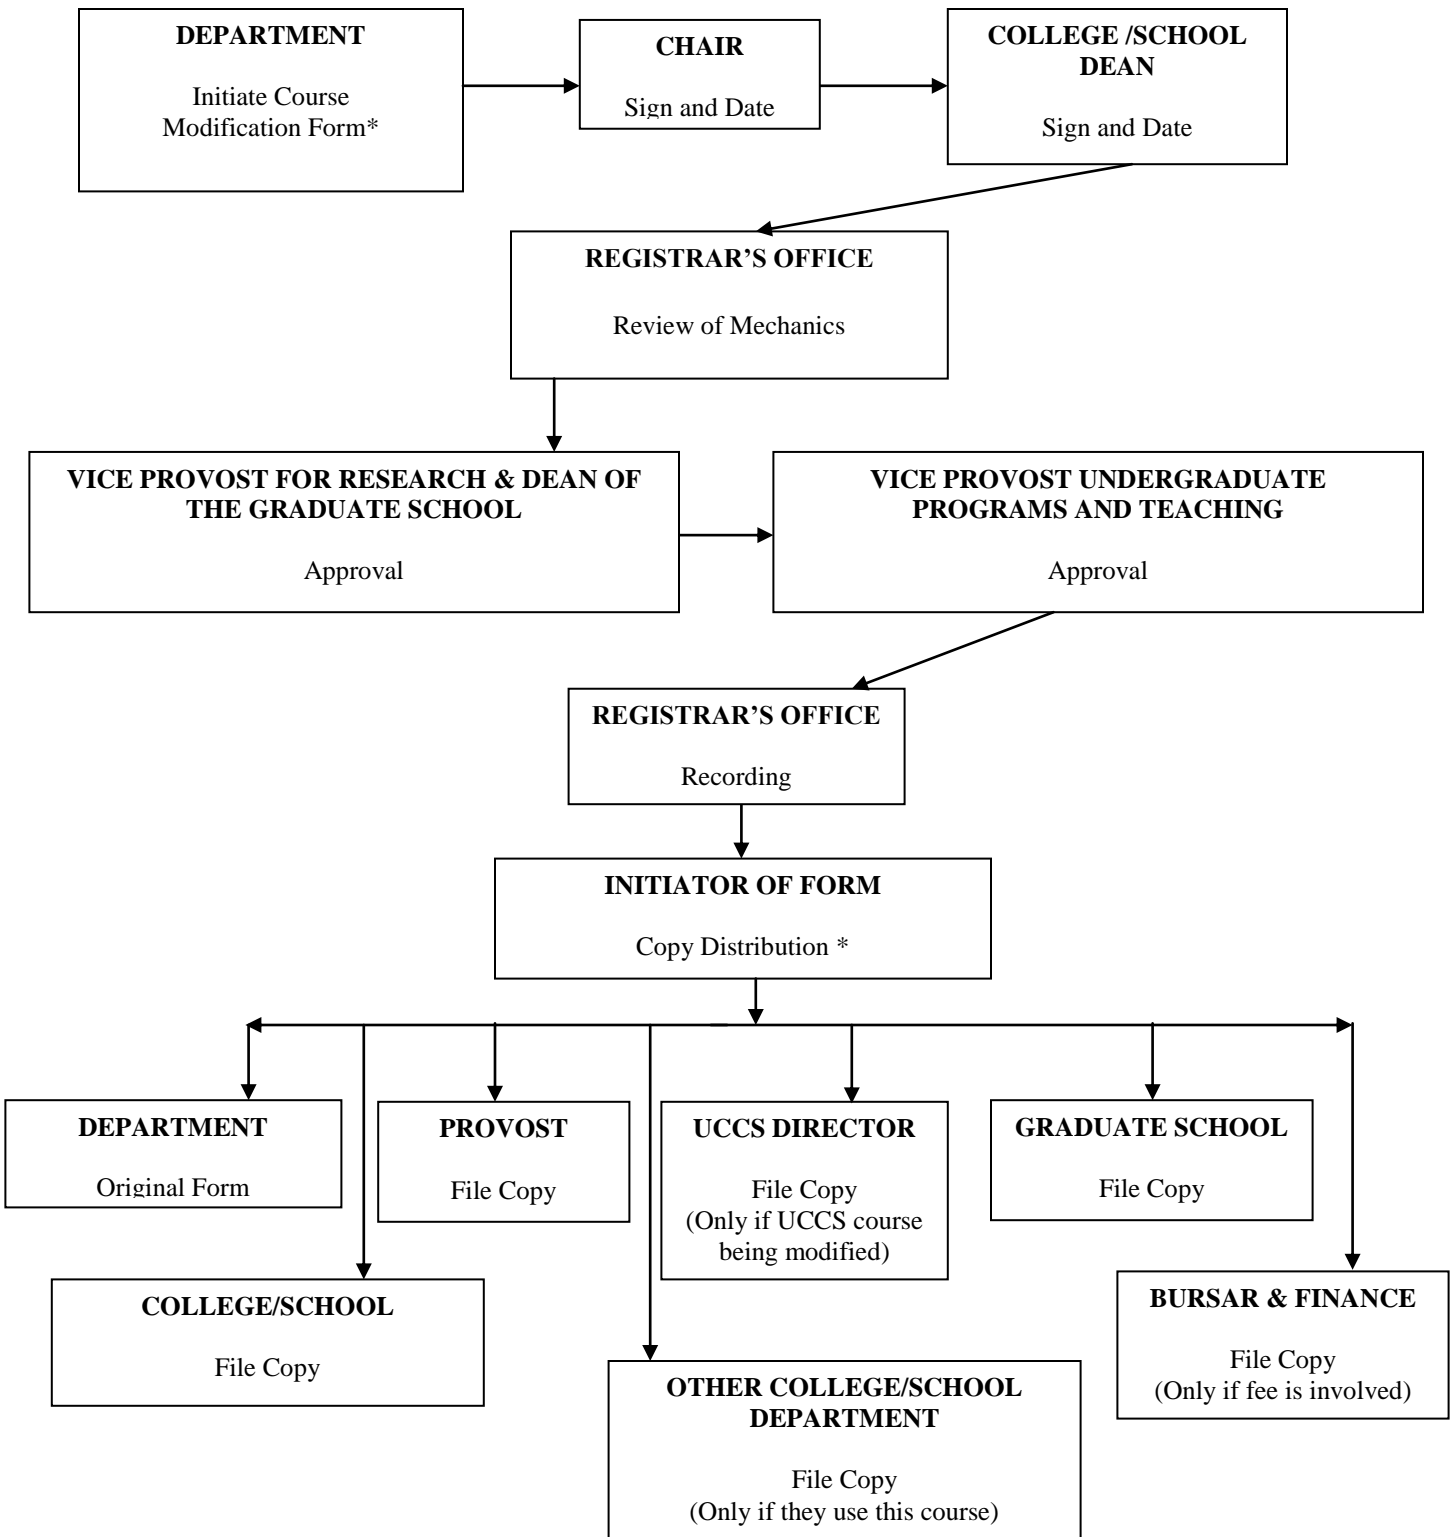 DEPARTMENT
Initiate Course
Modification Form*
CHAIR
Sign and Date
COLLEGE /SCHOOL
DEAN
Sign and Date
REGISTRAR’S OFFICE
Review of Mechanics
VICE PROVOST FOR RESEARCH & DEAN OF
THE GRADUATE SCHOOL
Approval
VICE PROVOST UNDERGRADUATE
PROGRAMS AND TEACHING
Approval
REGISTRAR’S OFFICE
Recording
INITIATOR OF FORM
Copy Distribution *
DEPARTMENT
Original Form
PROVOST
File Copy
UCCS DIRECTOR
File Copy
(Only if UCCS course
being modified)
GRADUATE SCHOOL
File Copy
COLLEGE/SCHOOL
File Copy
OTHER COLLEGE/SCHOOL
DEPARTMENT
File Copy
(Only if they use this course)
BURSAR & FINANCE
File Copy
(Only if fee is involved)